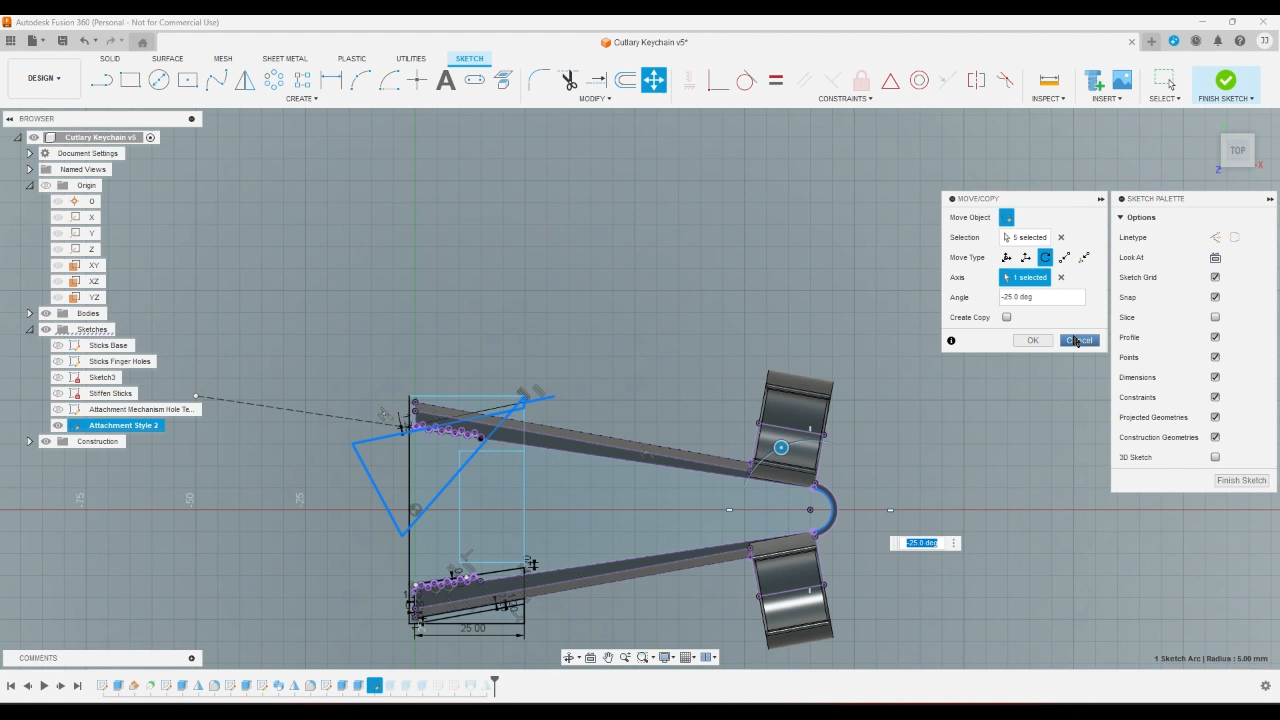 Autodesk Fusion 360 (Personal - Not for Commercial Use)
Cutlary Keychain v5*
JJ
DESIGN
SOLID SURFACE MESH SHEET METAL PLASTIC UTILITIES SKETCH
CREATE MODIFY CONSTRAINTS INSPECT INSERT SELECT FINISH SKETCH
BROWSER
Cutlary Keychain v5
Document Settings
Named Views
Origin
O
X
Y
Z
XY
XZ
YZ
Bodies
Sketches
Sticks Base
Sticks Finger Holes
Sketch3
Stiffen Sticks
Attachment Mechanism Hole Te...
Attachment Style 2
Construction
TOP
Z
-X
MOVE/COPY
Move Object
Selection 5 selected
Move Type
Axis 1 selected
Angle -25.0 deg
Create Copy
OK Cancel
SKETCH PALETTE
Options
Linetype
Look At
Sketch Grid
Snap
Slice
Profile
Points
Dimensions
Constraints
Projected Geometries
Construction Geometries
3D Sketch
Finish Sketch
-75
-50
-25
-25.0 deg
25.00
COMMENTS
1 Sketch Arc | Radius : 5.00 mm